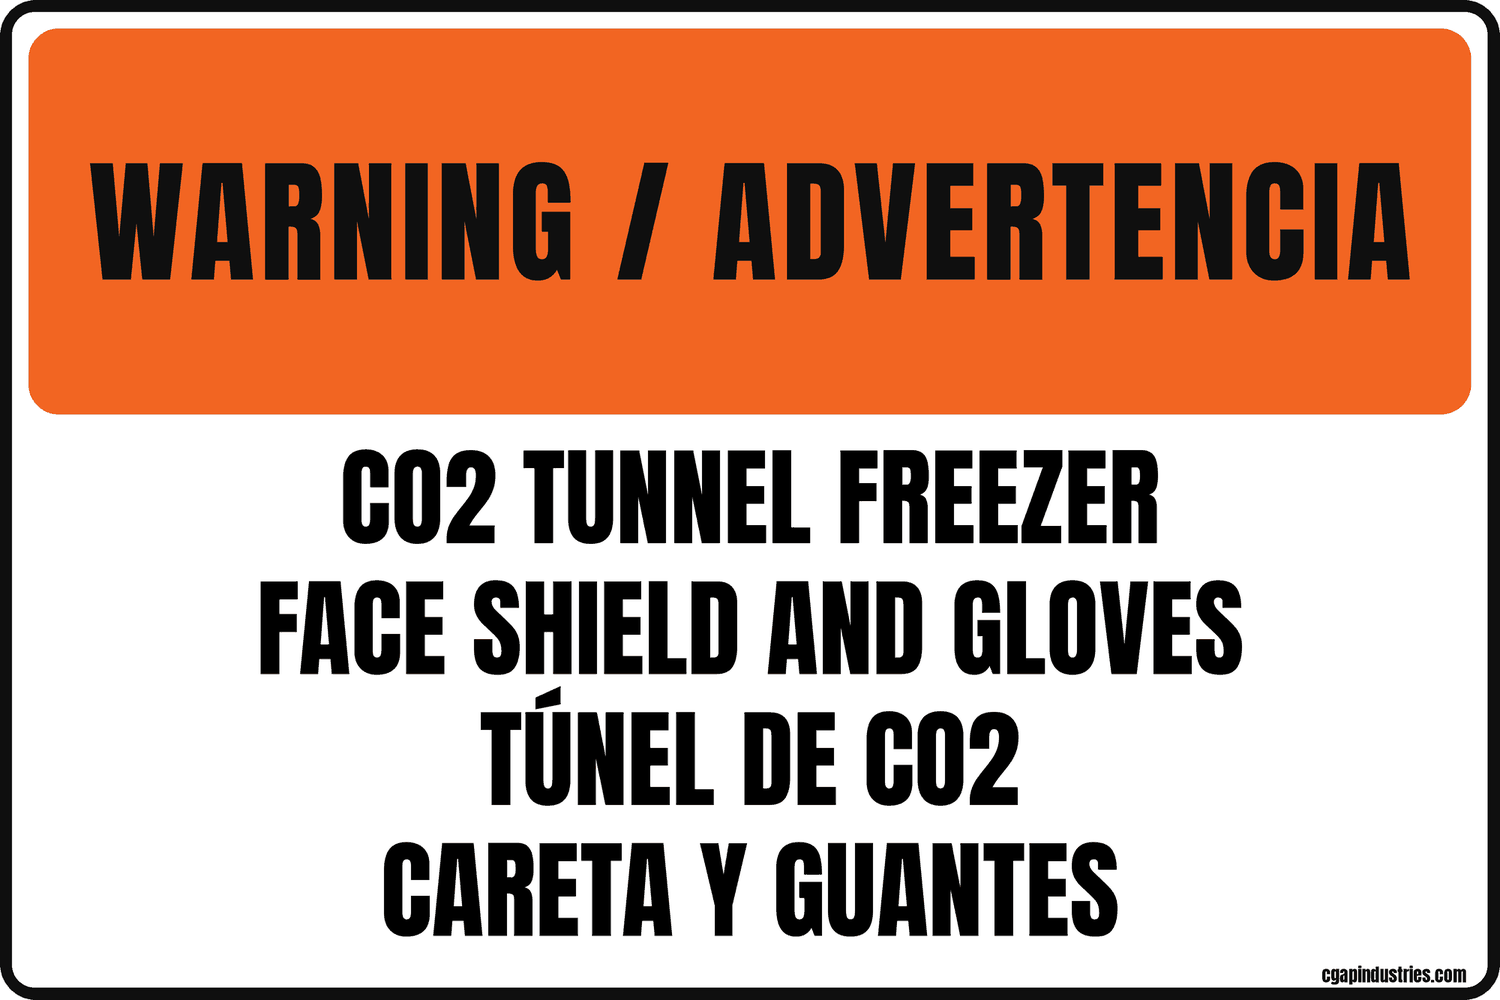 WARNING / ADVERTENCIA
CO2 TUNNEL FREEZER
FACE SHIELD AND GLOVES
TÚNEL DE CO2
CARETA Y GUANTES
cgapindustries.com